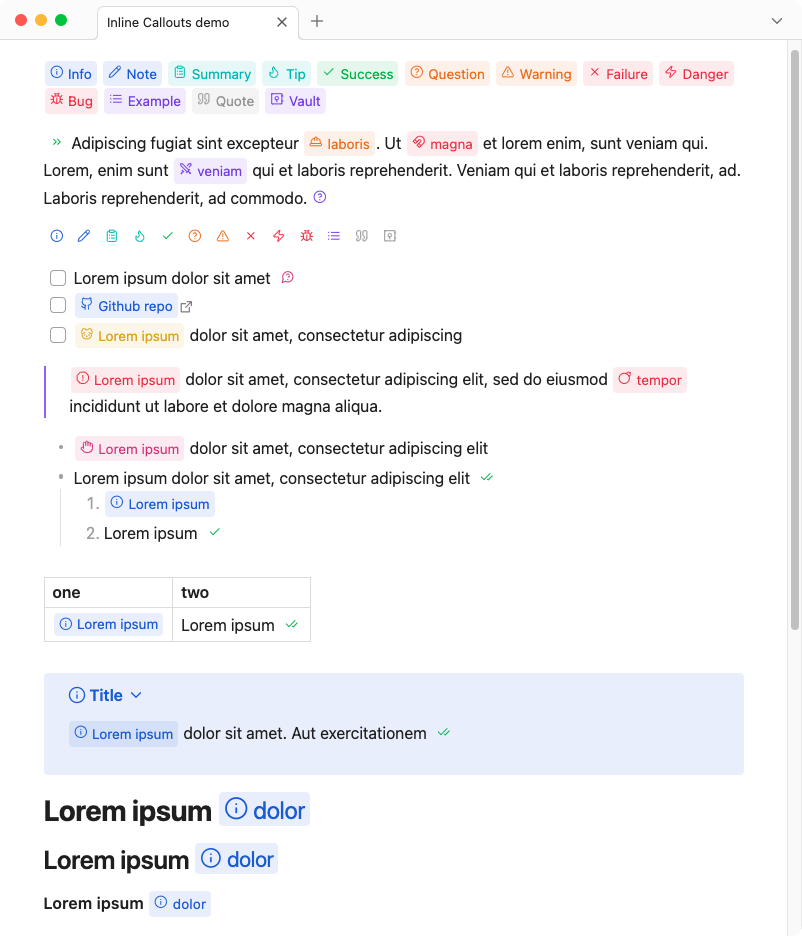 Inline Callouts demo
Info Note Summary Tip Success Question Warning Failure Danger
Bug Example Quote Vault
Adipiscing fugiat sint excepteur laboris . Ut magna et lorem enim, sunt veniam qui.
Lorem, enim sunt veniam qui et laboris reprehenderit. Veniam qui et laboris reprehenderit, ad.
Laboris reprehenderit, ad commodo.
Lorem ipsum dolor sit amet
Github repo
Lorem ipsum dolor sit amet, consectetur adipiscing
Lorem ipsum dolor sit amet, consectetur adipiscing elit, sed do eiusmod tempor
incididunt ut labore et dolore magna aliqua.
Lorem ipsum dolor sit amet, consectetur adipiscing elit
Lorem ipsum dolor sit amet, consectetur adipiscing elit
1. Lorem ipsum
2. Lorem ipsum
one two
Lorem ipsum Lorem ipsum
Title
Lorem ipsum dolor sit amet. Aut exercitationem
Lorem ipsum dolor
Lorem ipsum dolor
Lorem ipsum dolor